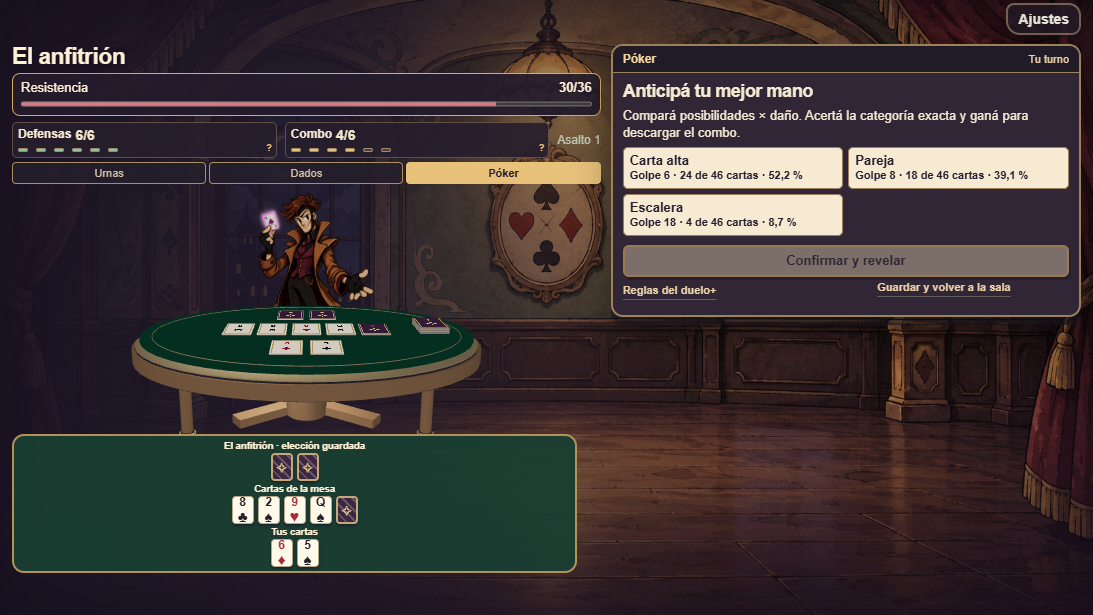 Ajustes
El anfitrión
Resistencia 30/36
Defensas 6/6
?
Combo 4/6
?
Asalto 1
Urnas
Dados
Póker
Póker
Tu turno
Anticipá tu mejor mano
Compará posibilidades × daño. Acertá la categoría exacta y ganá para
descargar el combo.
Carta alta
Golpe 6 · 24 de 46 cartas · 52,2 %
Pareja
Golpe 8 · 18 de 46 cartas · 39,1 %
Escalera
Golpe 18 · 4 de 46 cartas · 8,7 %
Confirmar y revelar
Reglas del duelo+
Guardar y volver a la sala
El anfitrión · elección guardada
Cartas de la mesa
8 2 9 Q
Tus cartas
6 5